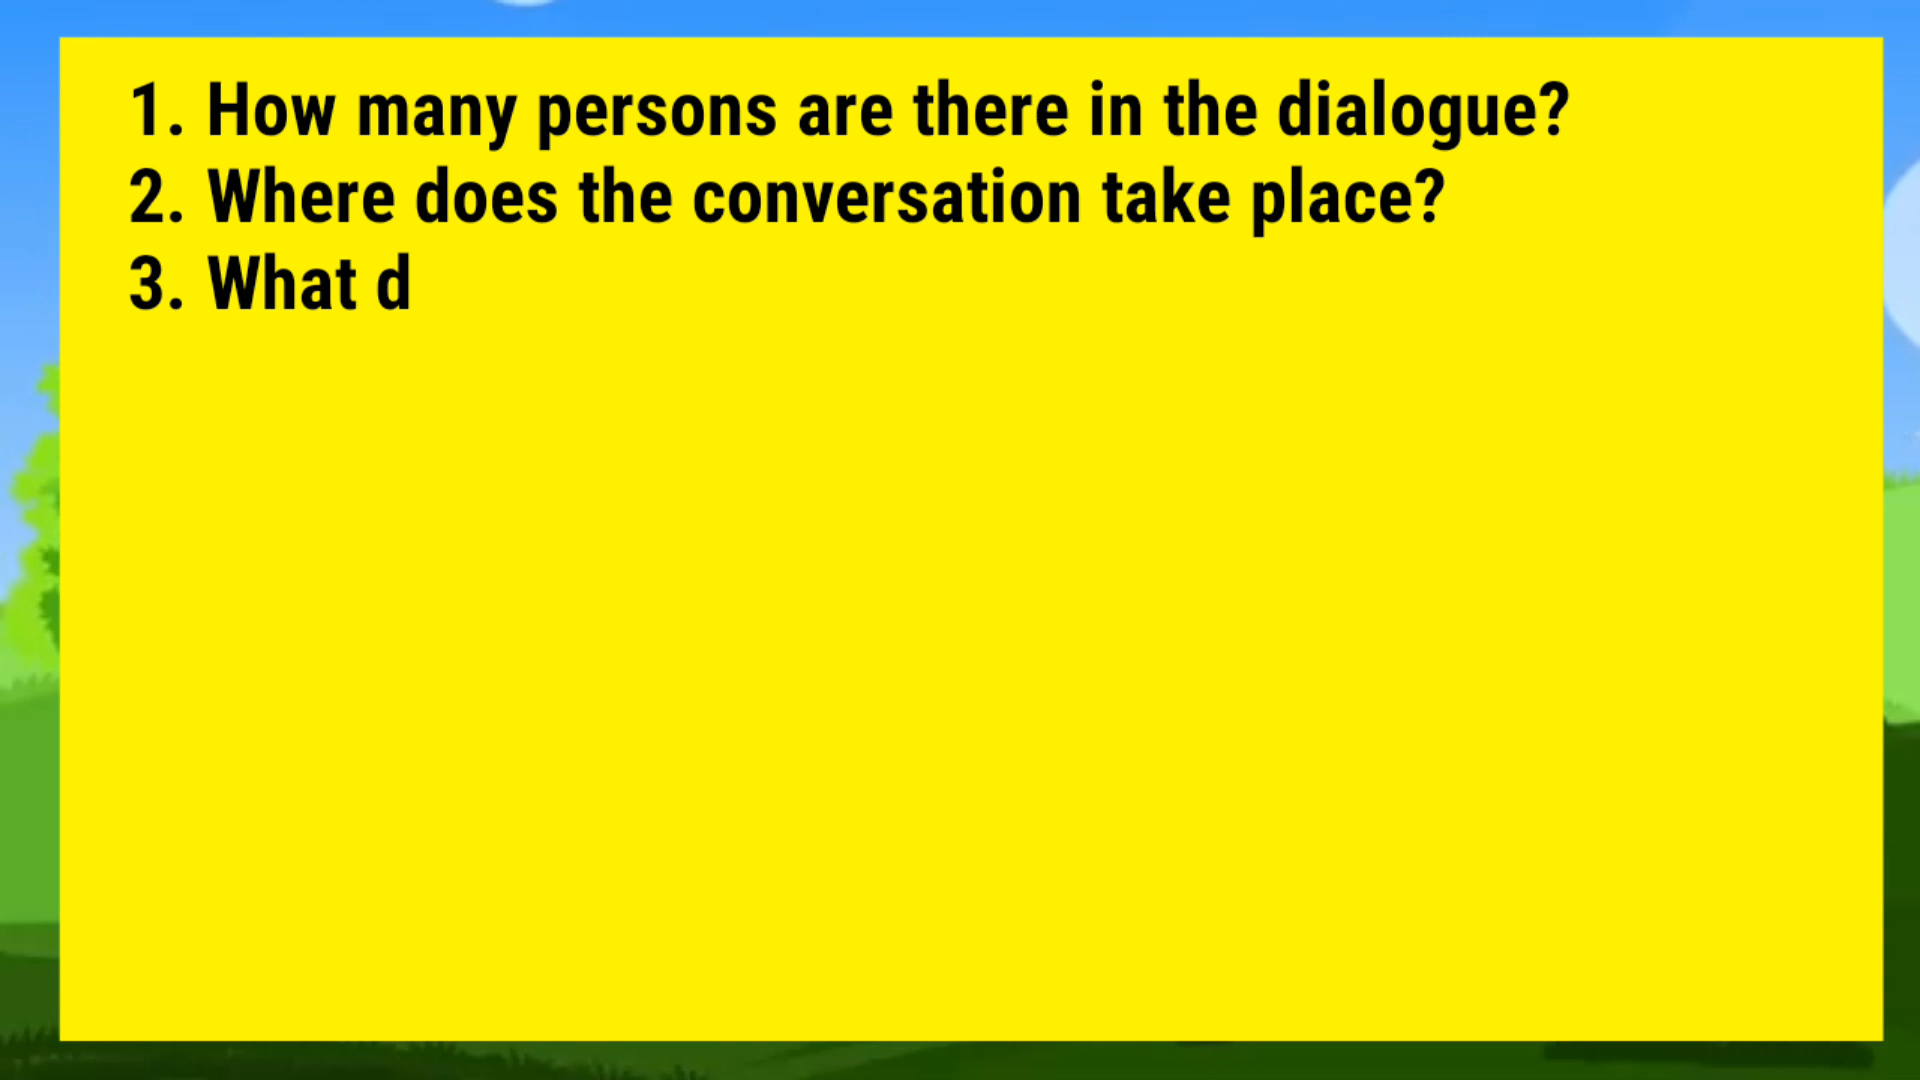 1. How many persons are there in the dialogue?
2. Where does the conversation take place?
3. What d